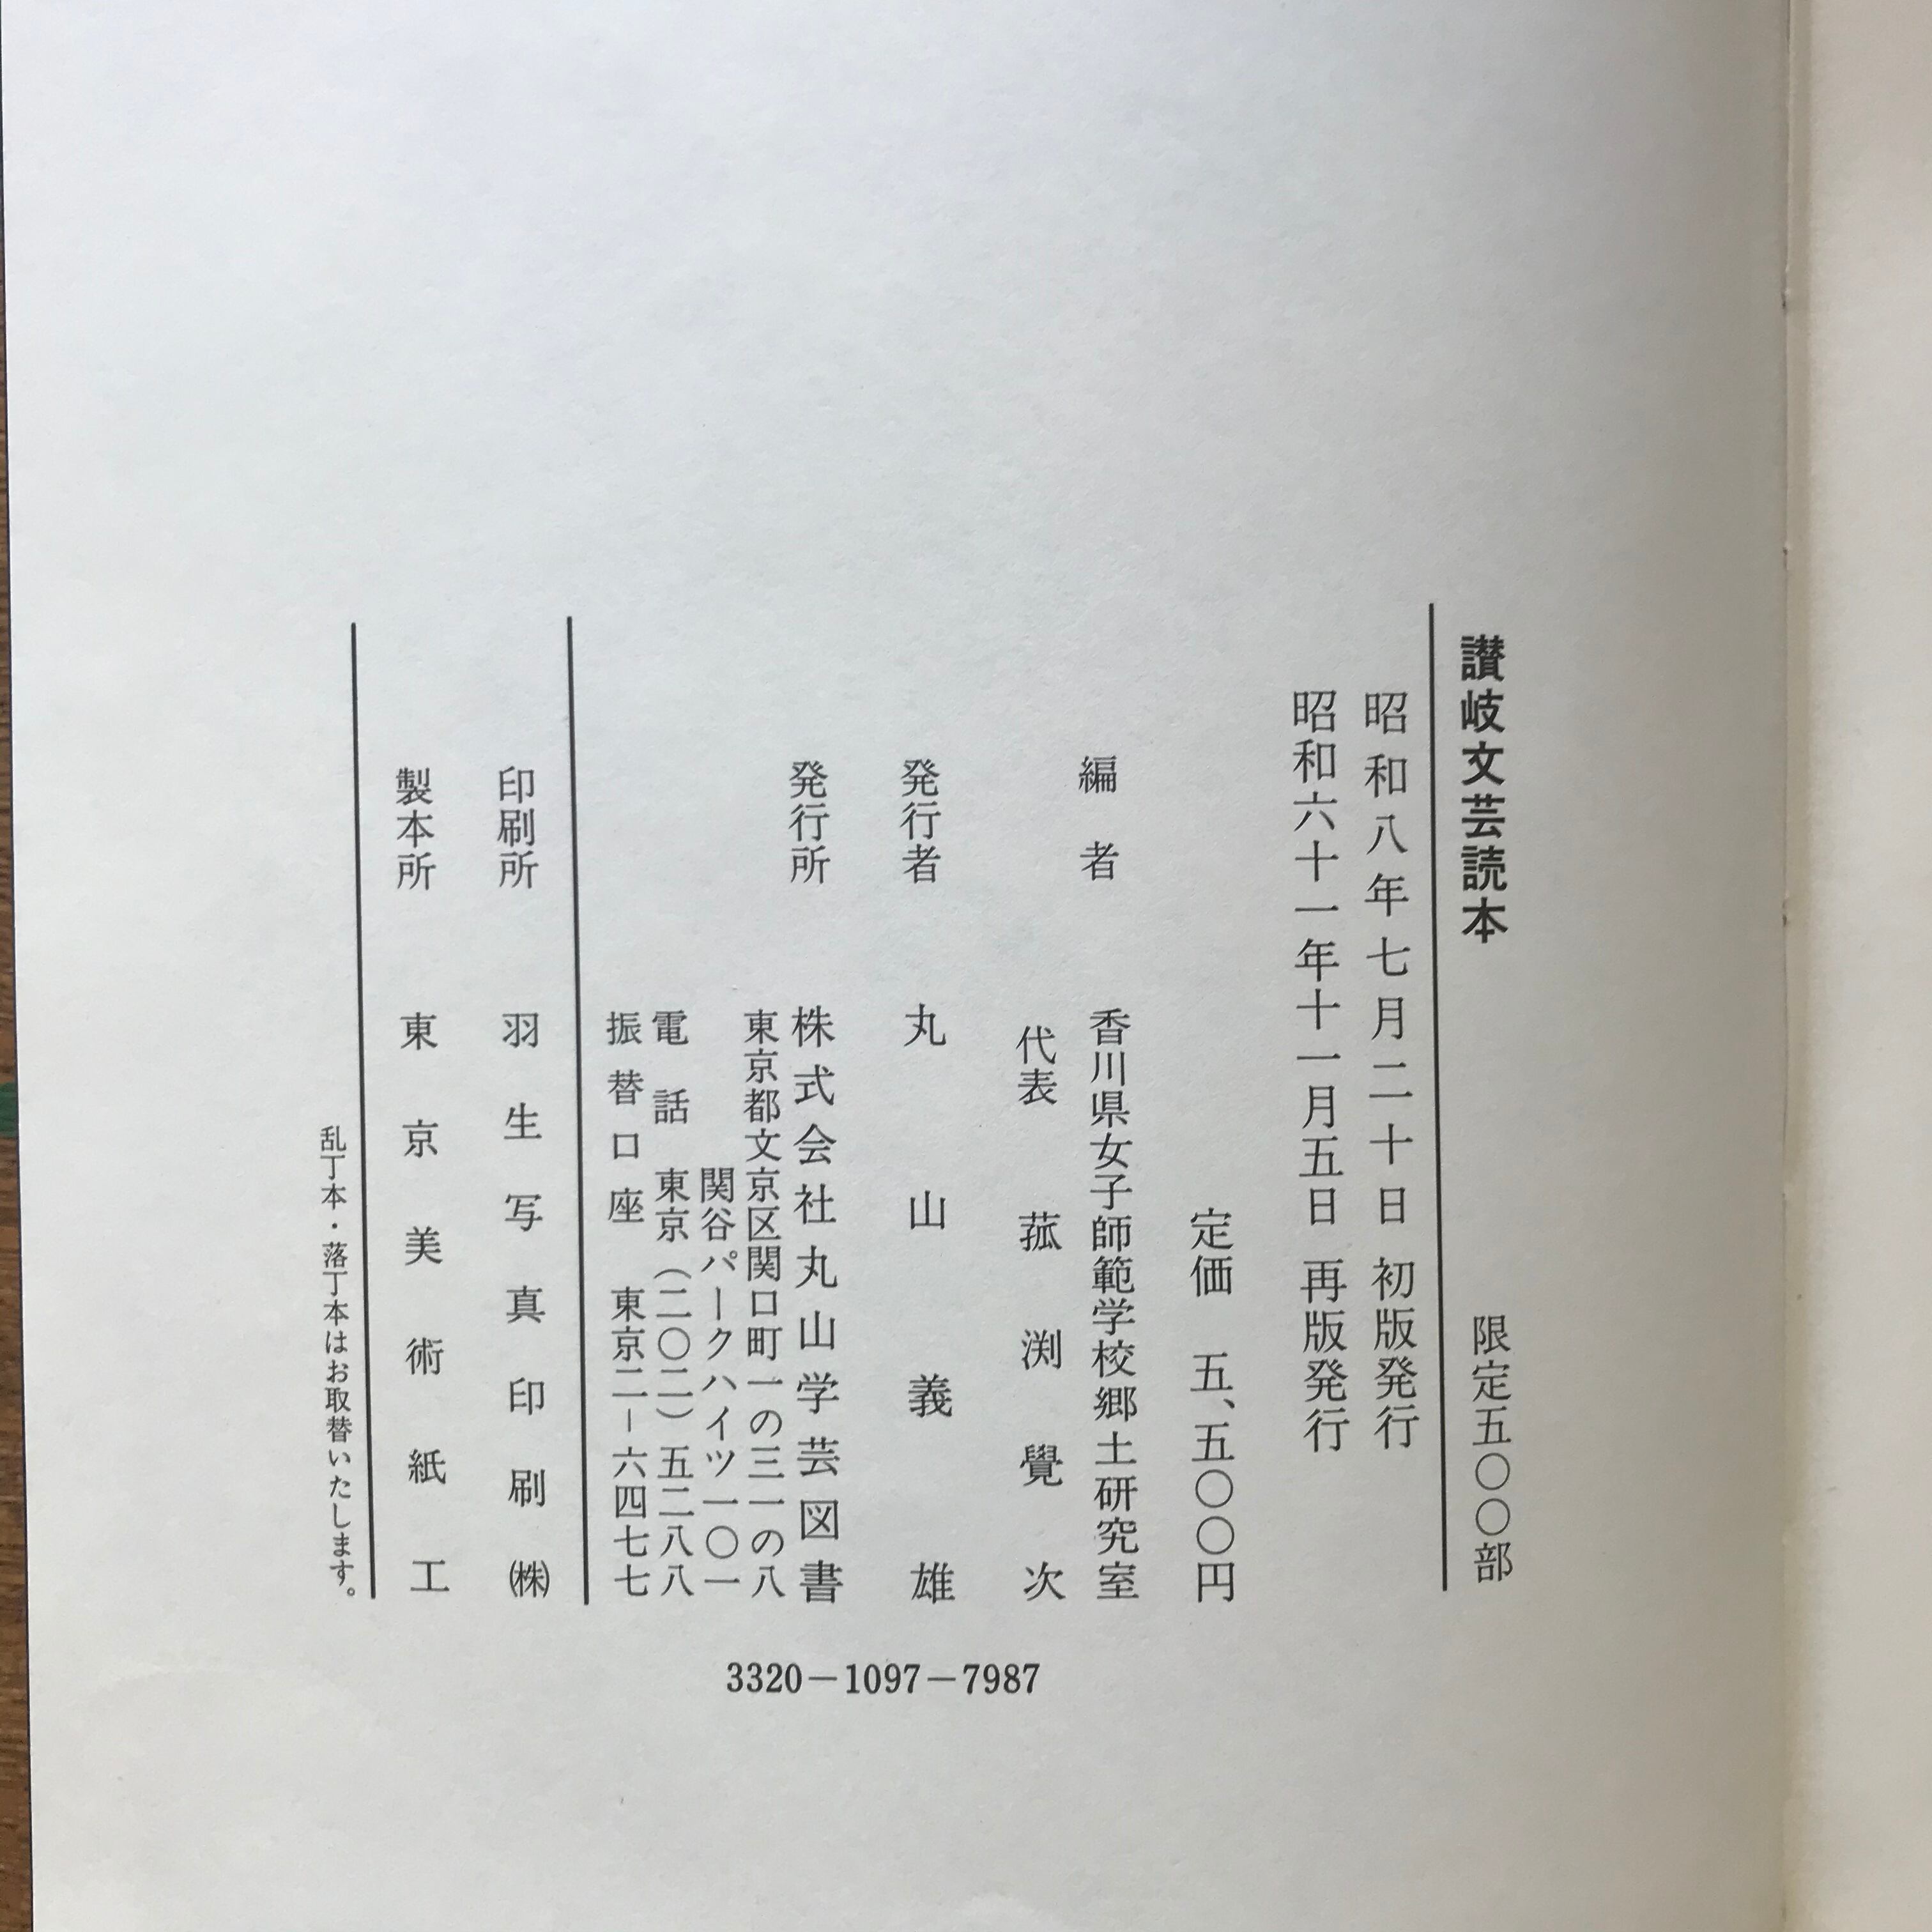 讃岐文芸読本　限定五〇〇部
昭和八年七月二十日　初版発行
昭和六十一年十一月五日　再版発行
定価　五、五〇〇円
編者　香川県女子師範学校郷土研究室
代表　菰渕覺次
発行者　丸山義雄
発行所　株式会社丸山学芸図書
東京都文京区関口町一の三一の八
関谷パークハイツ一〇一
電話　東京（二〇二）五二八八
振替口座　東京二－六四七七
印刷所　羽生写真印刷㈱
製本所　東京美術紙工
乱丁本・落丁本はお取替いたします。
3320－1097－7987